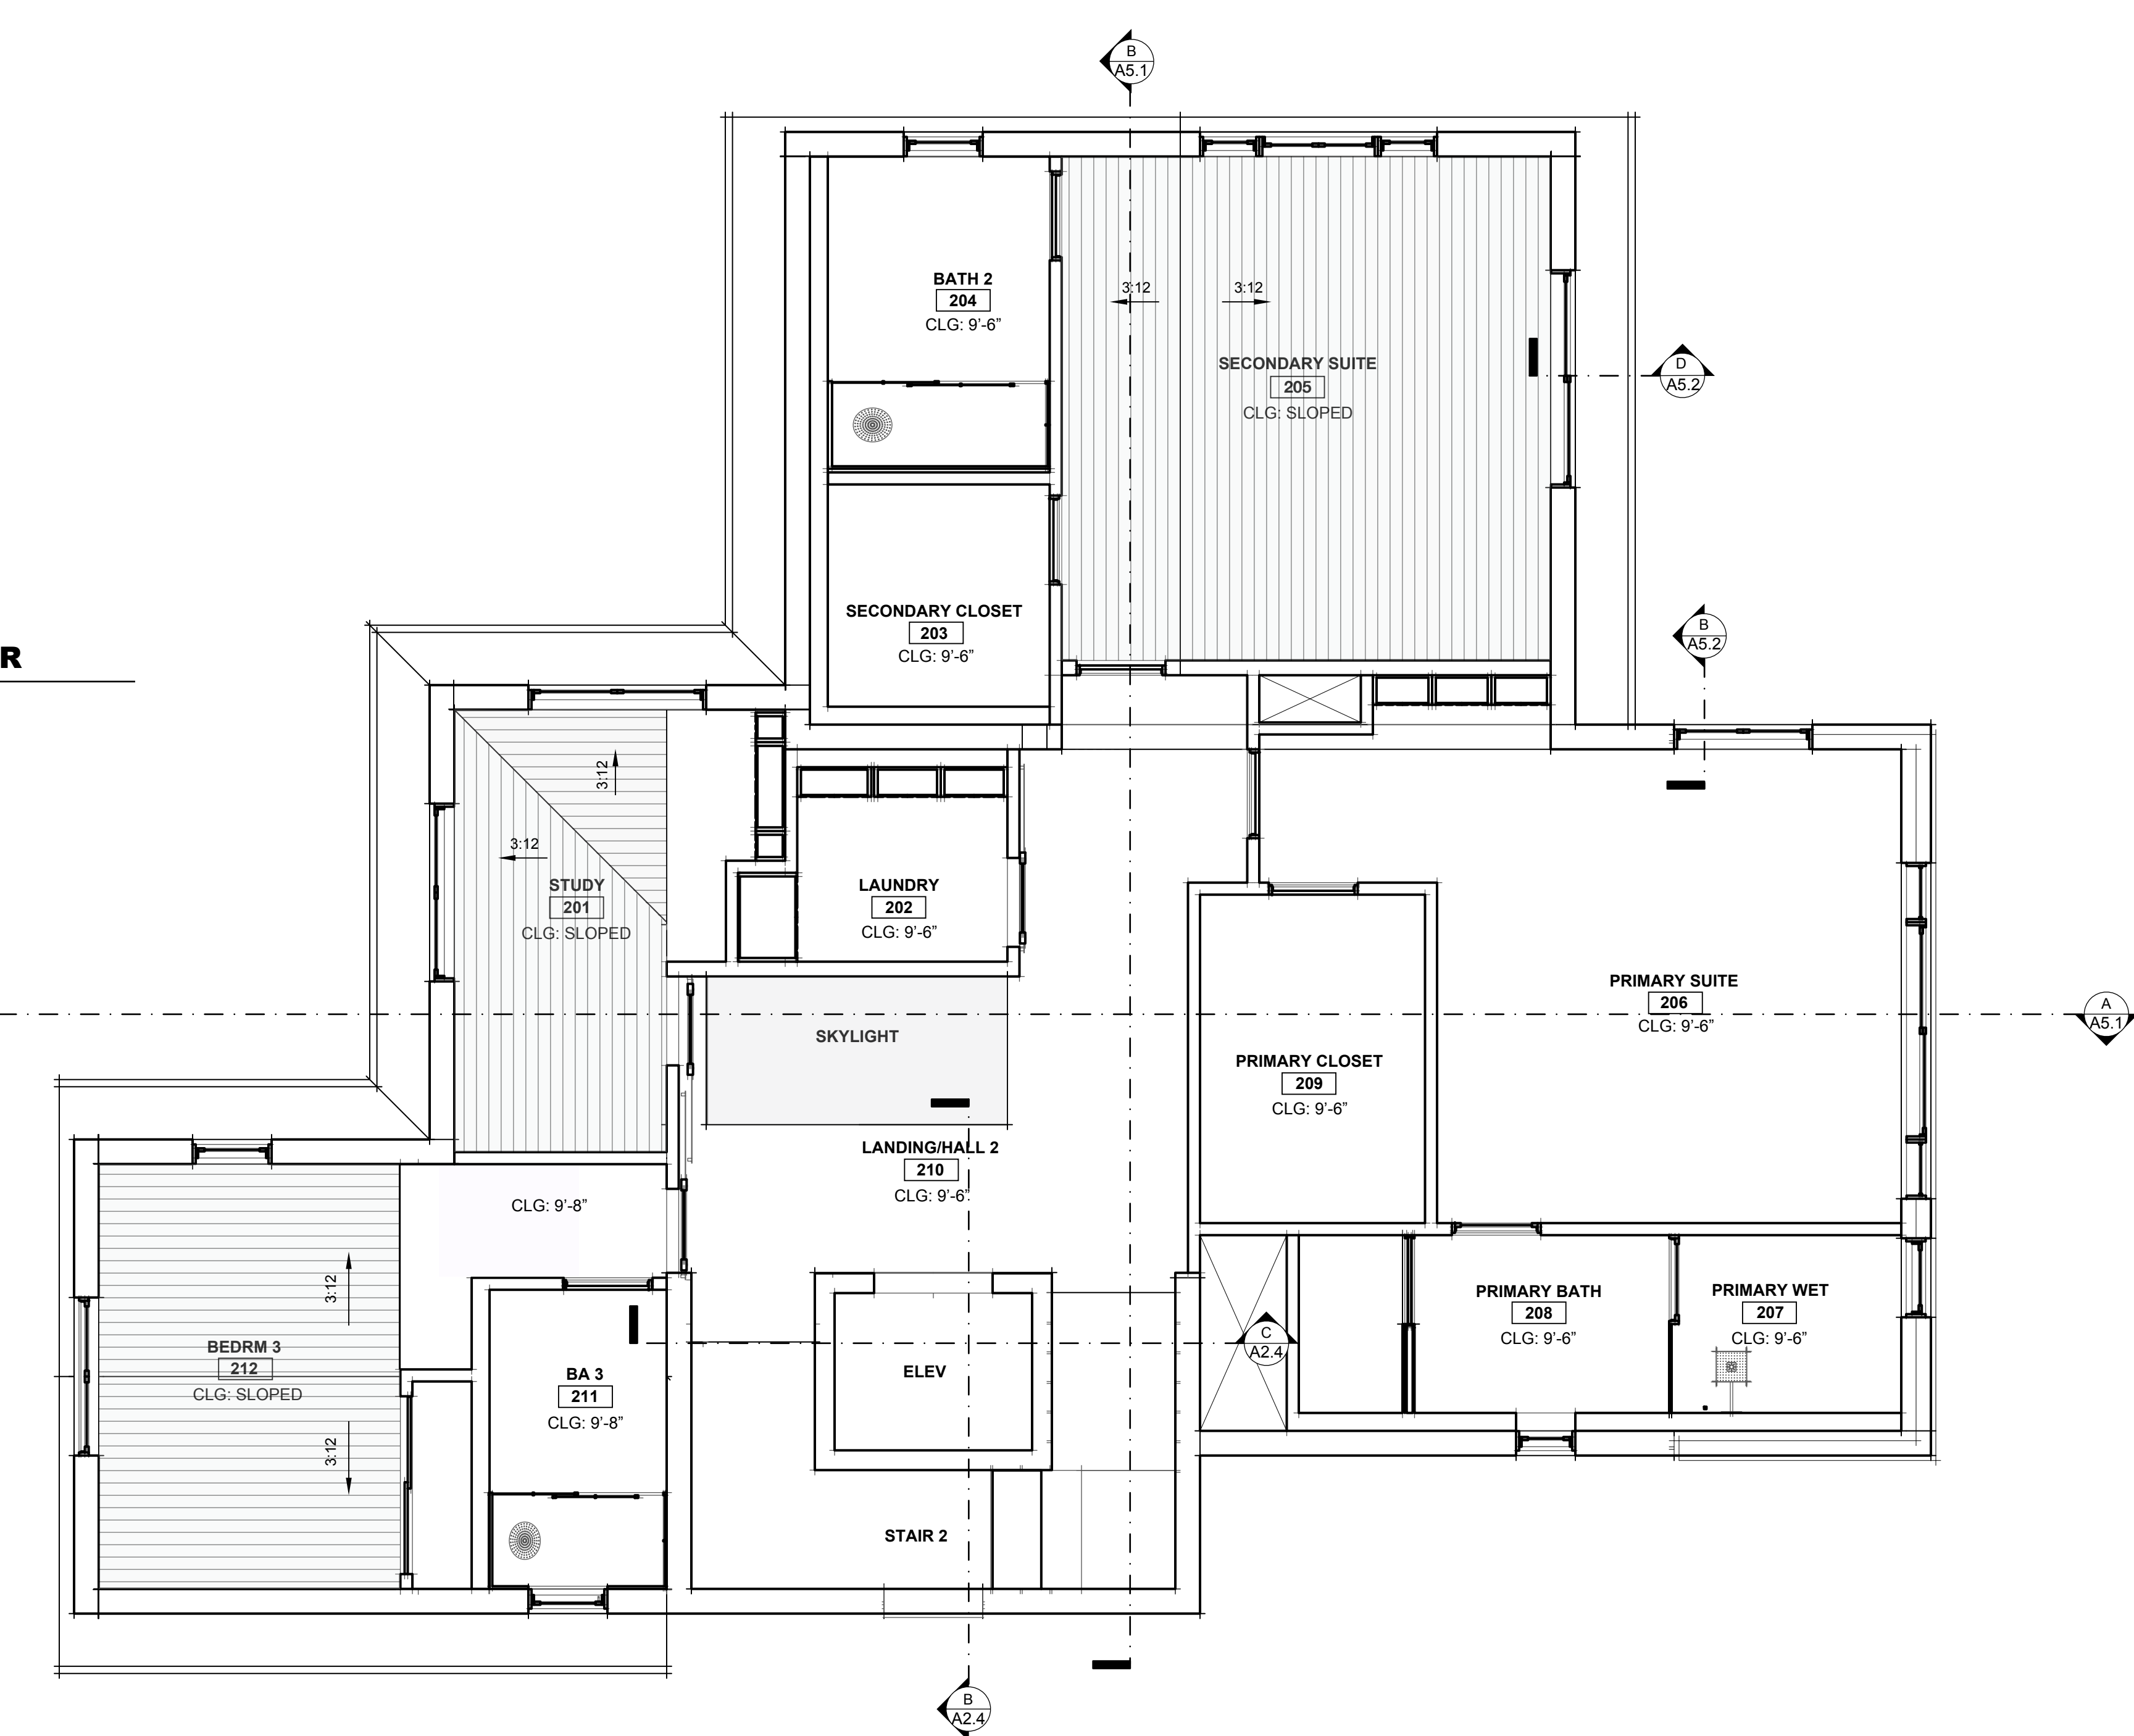 B
A5.1
BATH 2
204
CLG: 9’-6”
3:12
3:12
SECONDARY SUITE
205
CLG: SLOPED
D
A5.2
SECONDARY CLOSET
203
CLG: 9’-6”
B
A5.2
R
3:12
3:12
STUDY
201
CLG: SLOPED
LAUNDRY
202
CLG: 9’-6”
PRIMARY SUITE
206
CLG: 9’-6”
A
A5.1
SKYLIGHT
PRIMARY CLOSET
209
CLG: 9’-6”
LANDING/HALL 2
210
CLG: 9’-6”
CLG: 9’-8”
3:12
PRIMARY BATH
208
CLG: 9’-6”
PRIMARY WET
207
CLG: 9’-6”
C
A2.4
BEDRM 3
212
CLG: SLOPED
BA 3
211
CLG: 9’-8”
ELEV
3:12
STAIR 2
B
A2.4